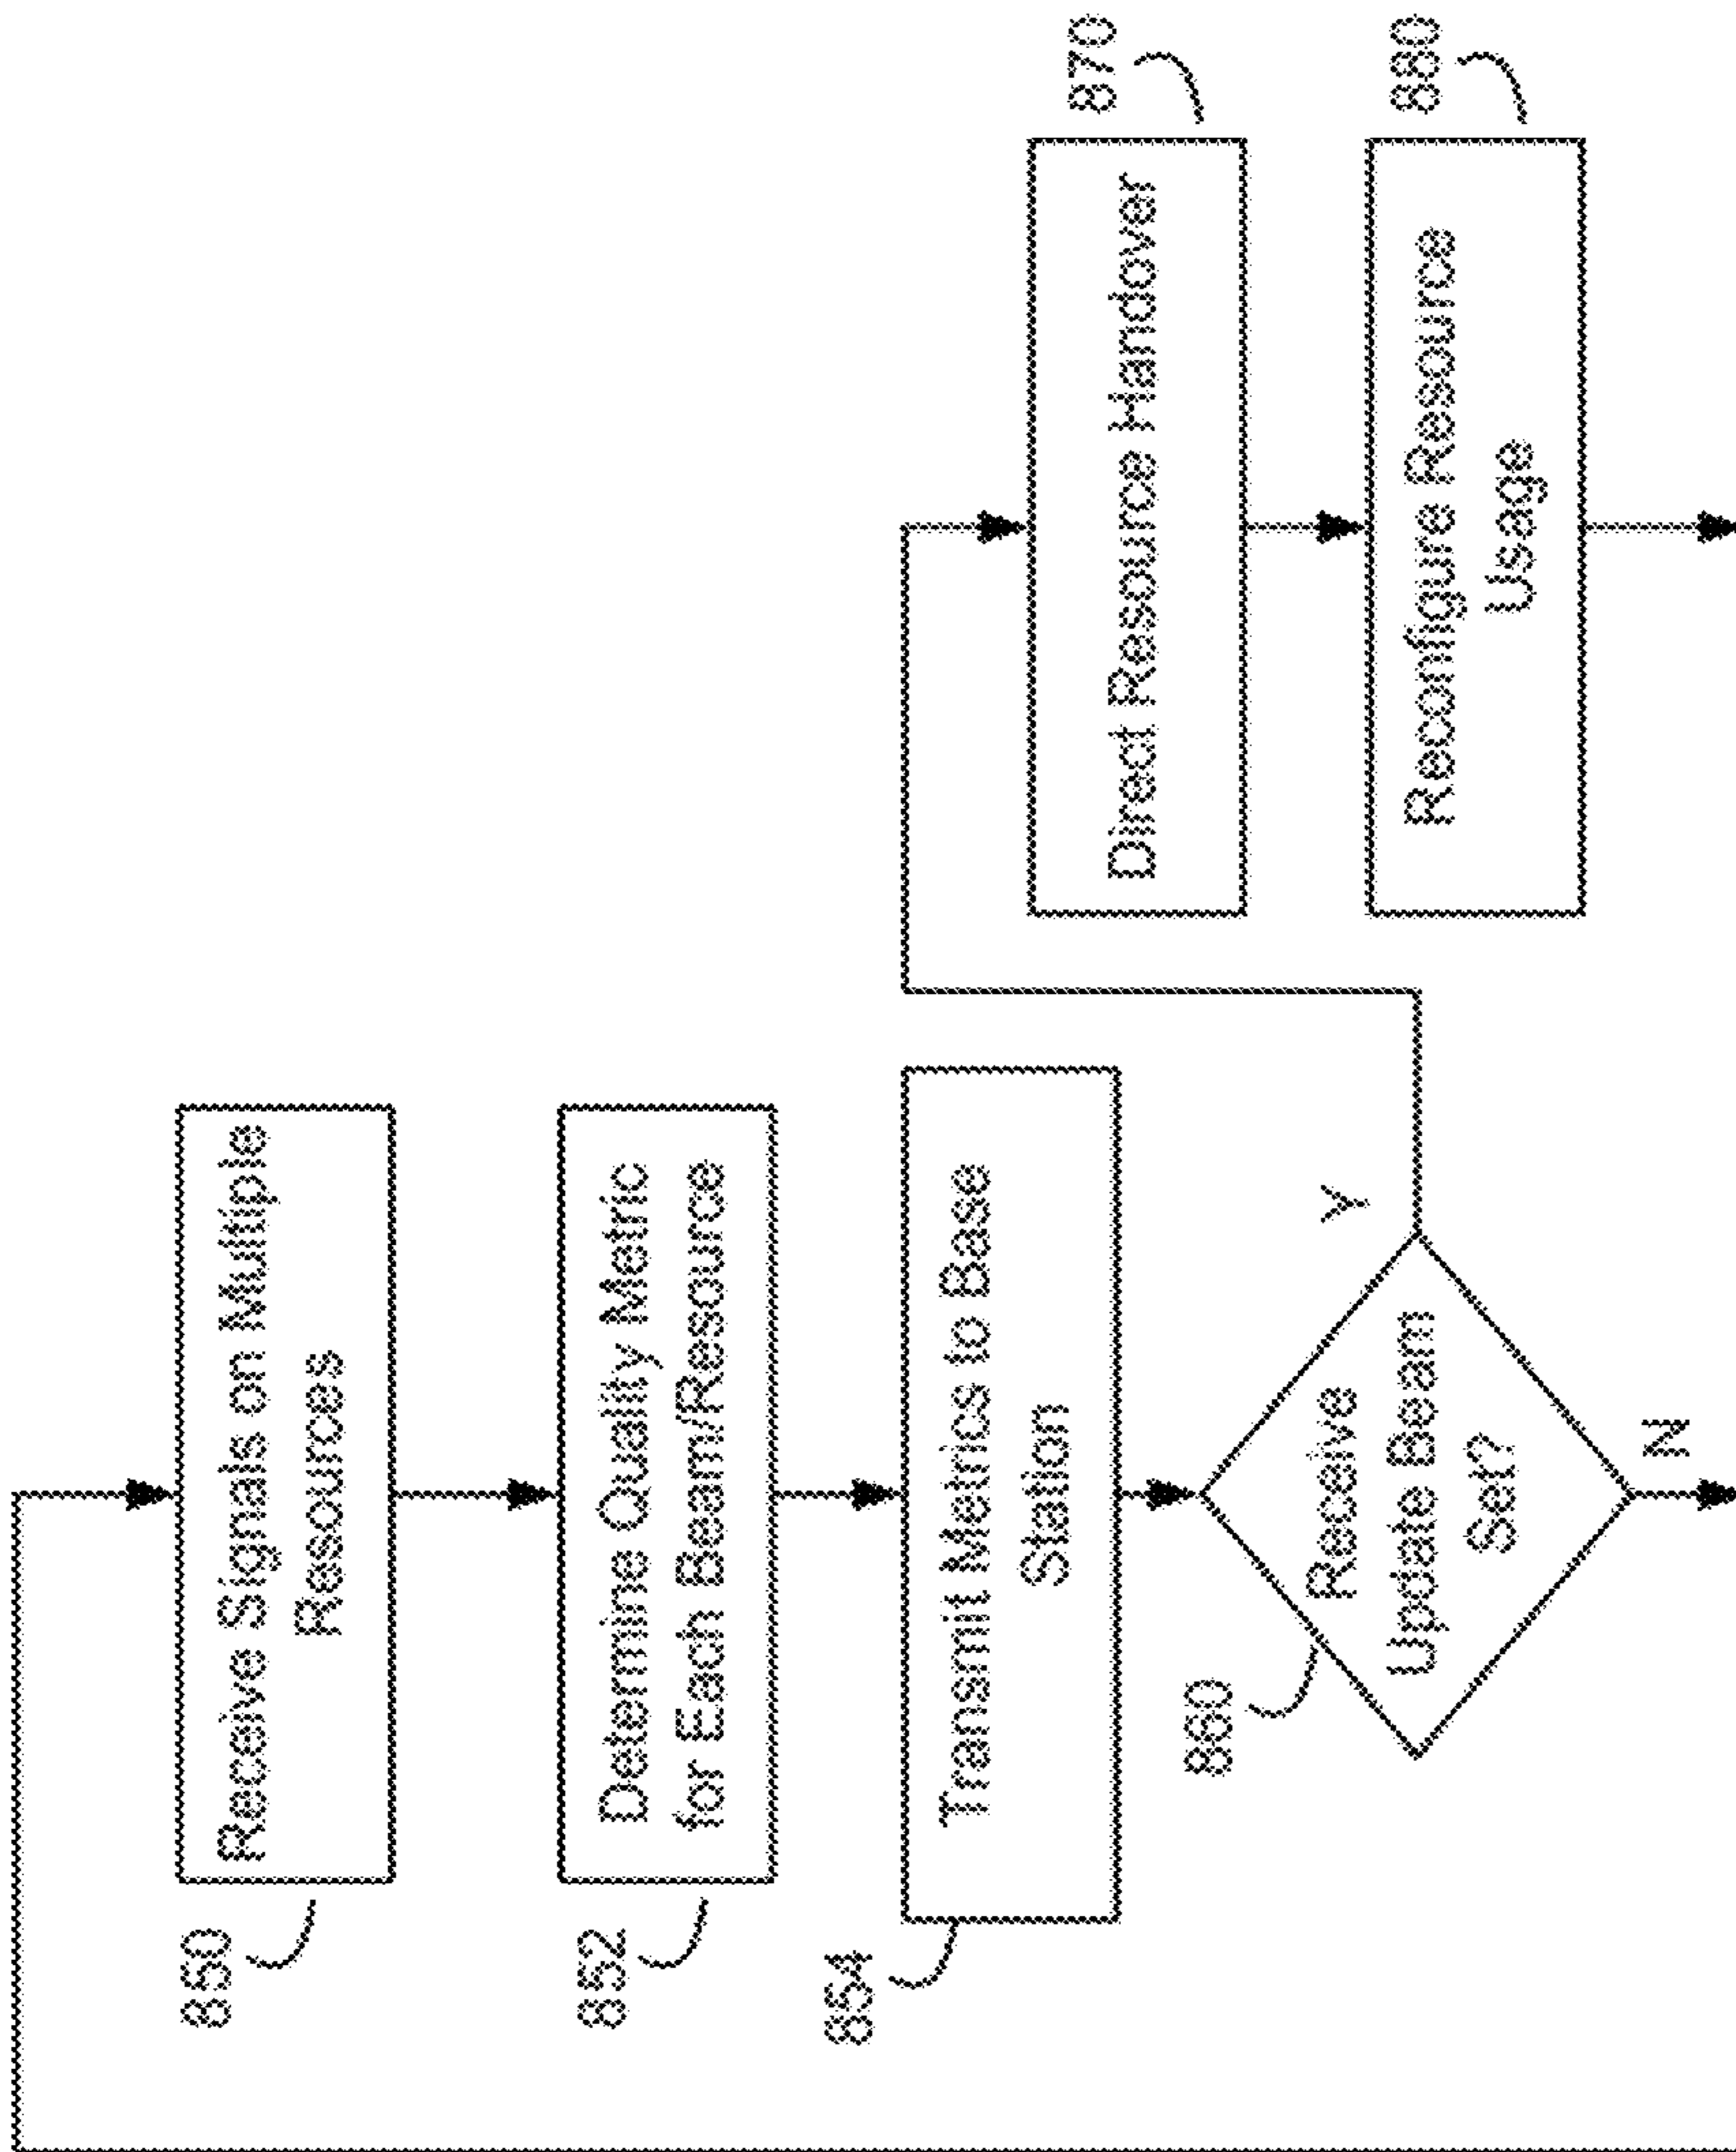 850
Receive Signals on Multiple
Resources
852
Determine Quality Metric
for Each Beam/Resource
854
Transmit Metrics to Base
Station
860
Receive
Update Beam
Set?
Y
N
Direct Resource Handover
870
Reconfigure Resource
Usage
880